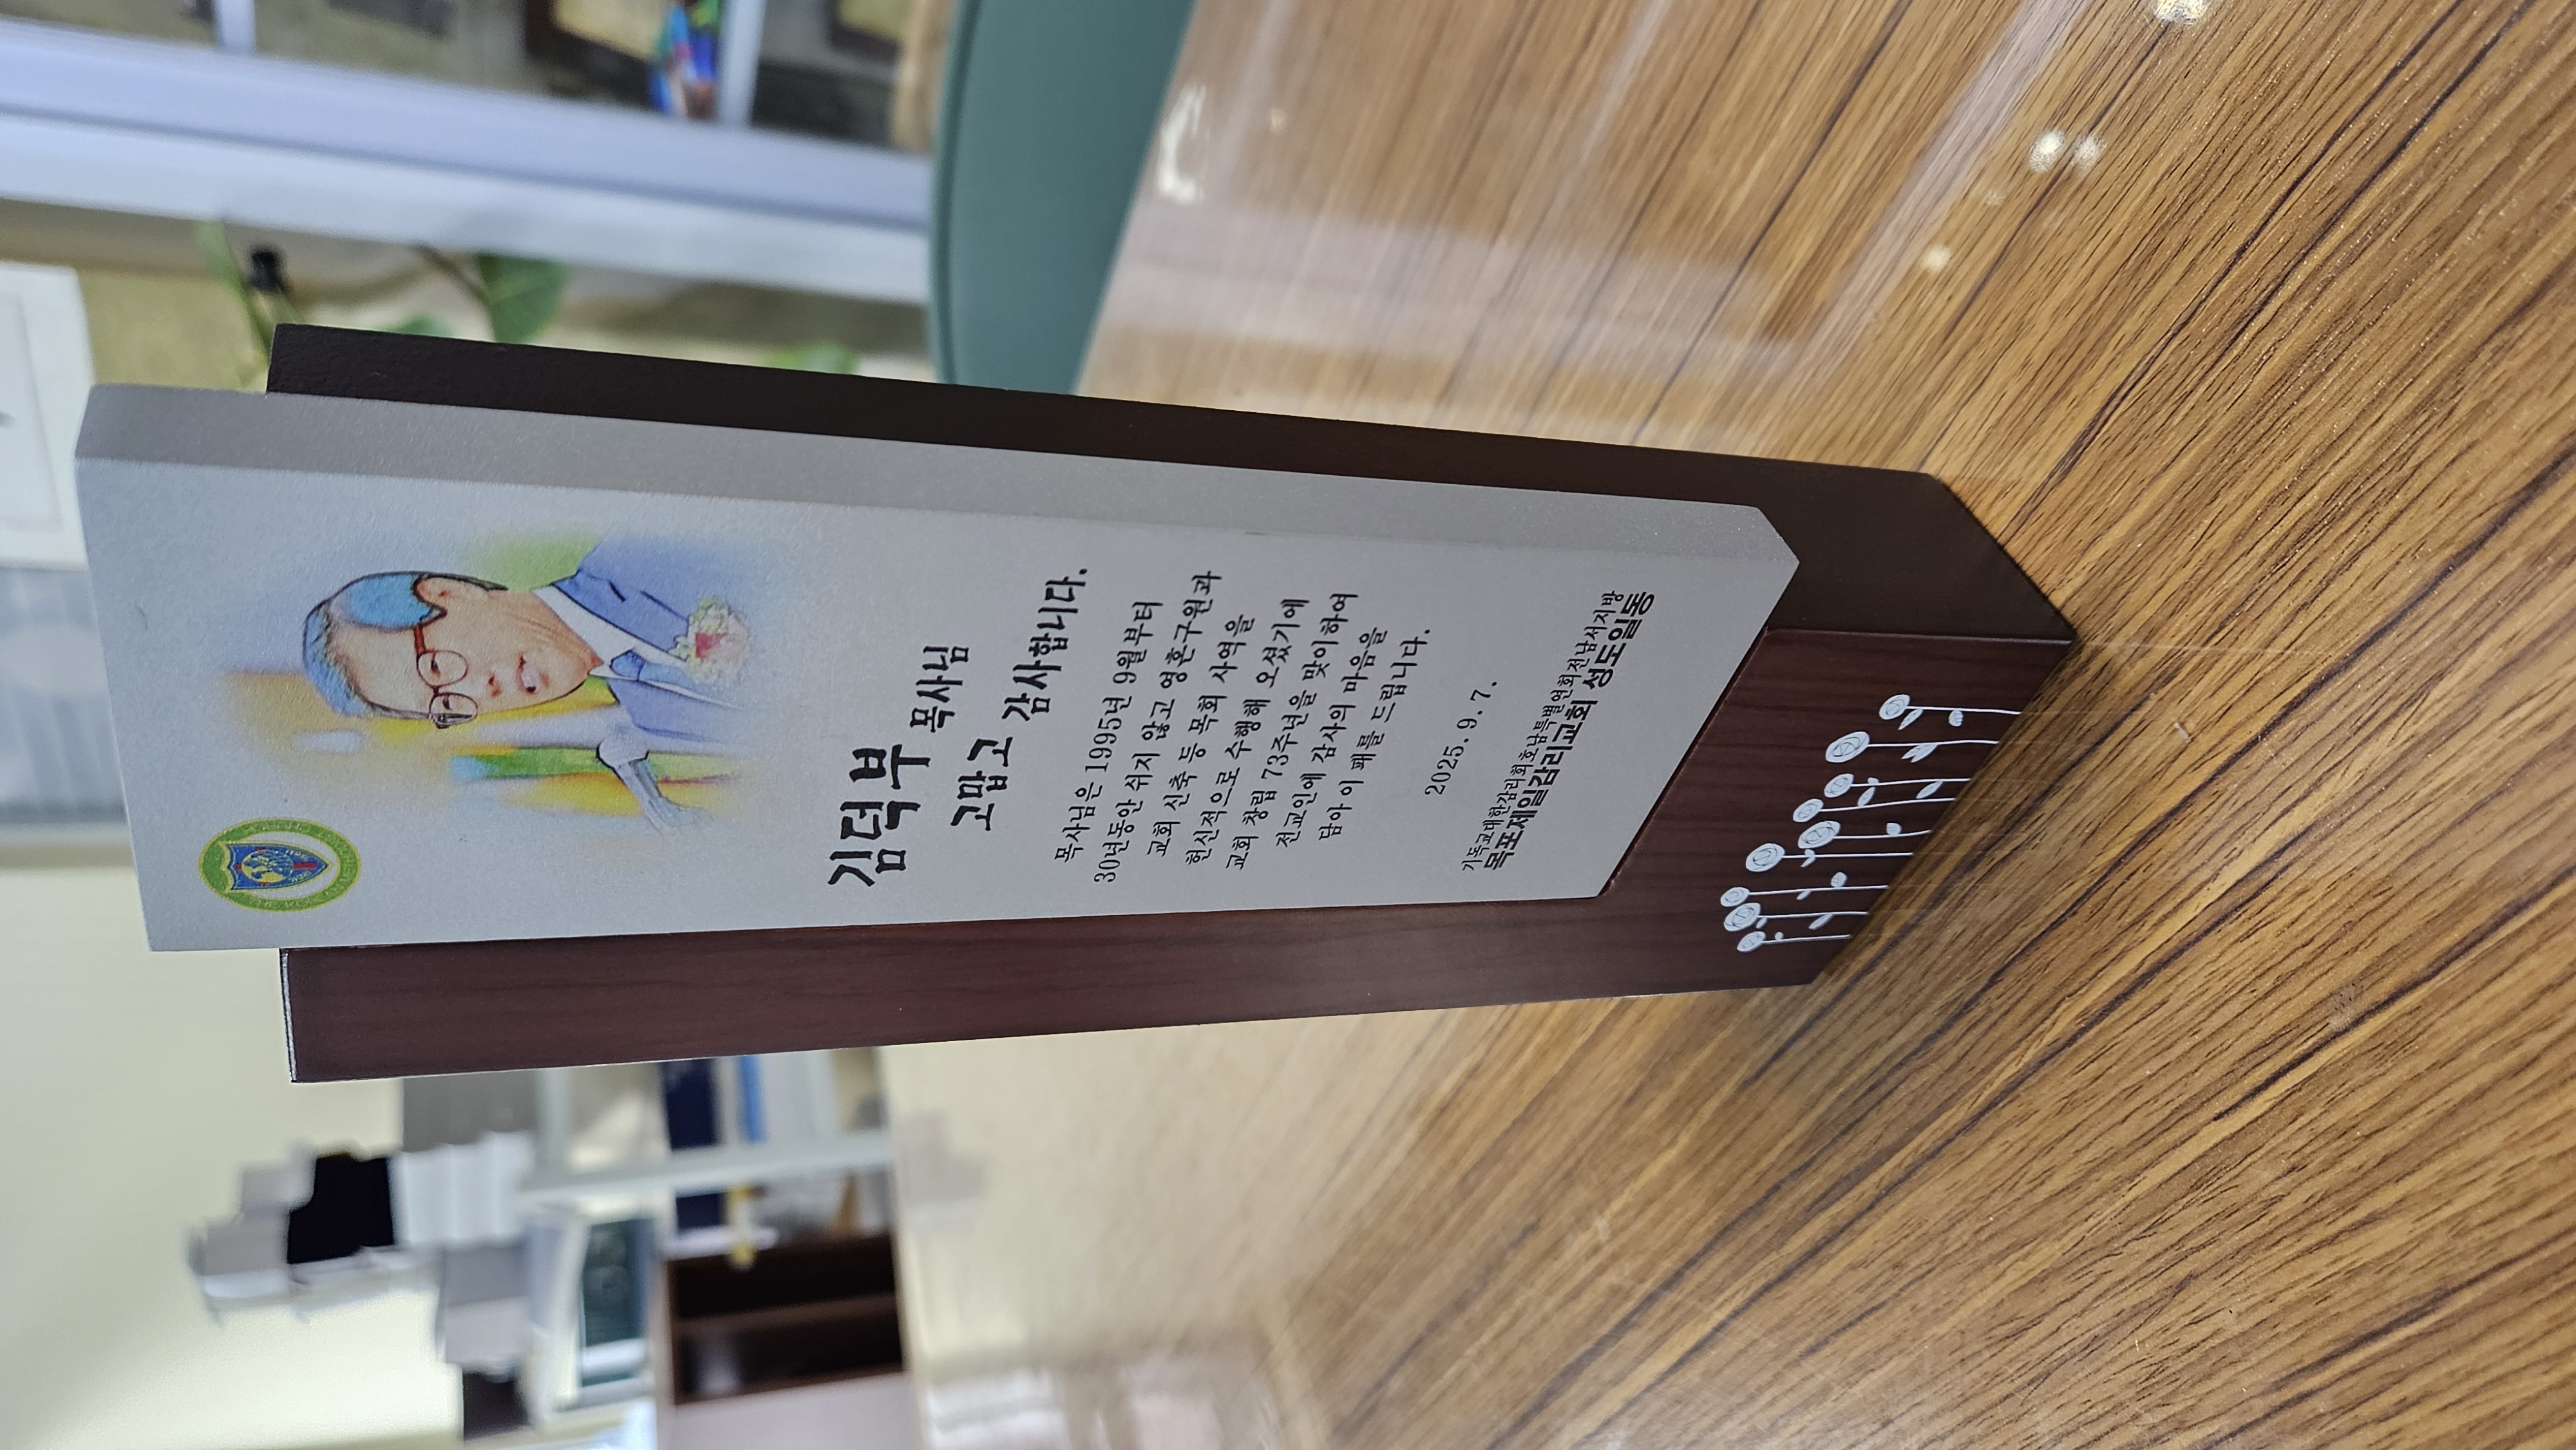 김덕부 목사님
고맙고 감사합니다.
목사님은 1995년 9월부터
30년동안 쉬지 않고 영혼구원과
교회 신축 등 목회 사역을
헌신적으로 수행해 오셨기에
교회 창립 73주년을 맞이하여
전교인에 감사의 마음을
담아 이 패를 드립니다.
2025. 9. 7.
기독교대한감리회호남특별연회전남서지방
목포제일감리교회 성도일동